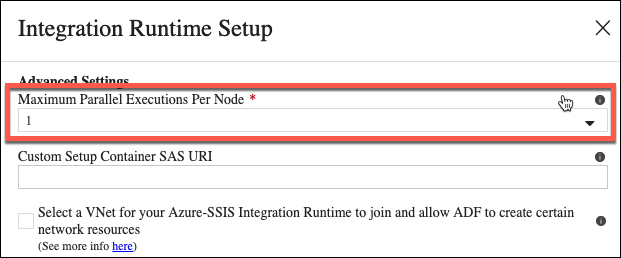 Integration Runtime Setup
Advanced Settings
Maximum Parallel Executions Per Node *
1
Custom Setup Container SAS URI
Select a VNet for your Azure-SSIS Integration Runtime to join and allow ADF to create certain
network resources
(See more info here)